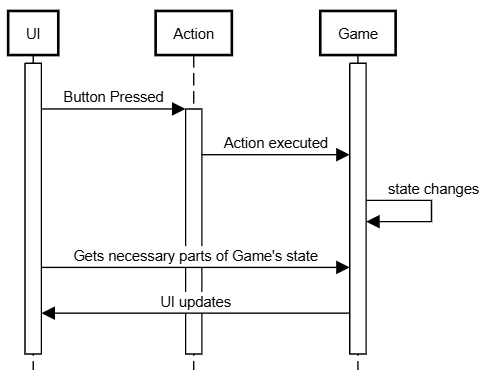 UI
Action
Game
Button Pressed
Action executed
state changes
Gets necessary parts of Game's state
UI updates